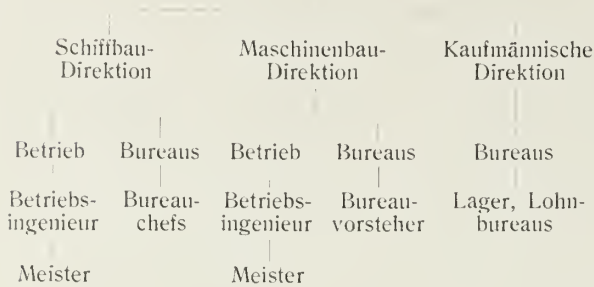 Schiffbau- Maschinenbau- Kaufmännische
Direktion Direktion Direktion
Betrieb Bureaus Betrieb Bureaus Bureaus
Betriebs- Bureau- Betriebs- Bureau- Lager, Lohn-
ingenieur chefs ingenieur vorsteher bureaus
Meister Meister